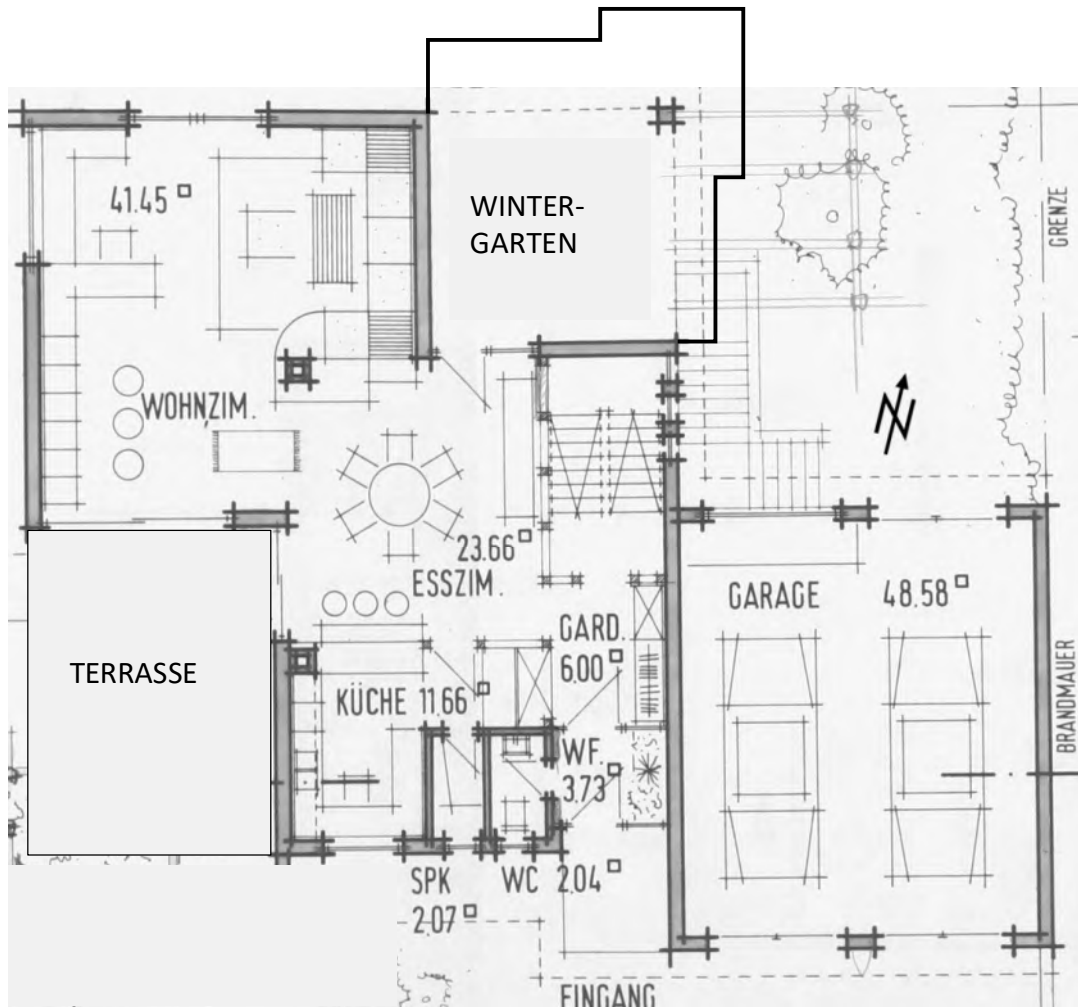 41.45
WINTER-
GARTEN
GRENZE
WOHNZIM.
N
23.66
ESSZIM.
GARAGE 48.58
GARD.
6.00
TERRASSE
KÜCHE 11.66
BRANDMAUER
WF.
3.73
SPK WC 2.04
2.07
EINGANG